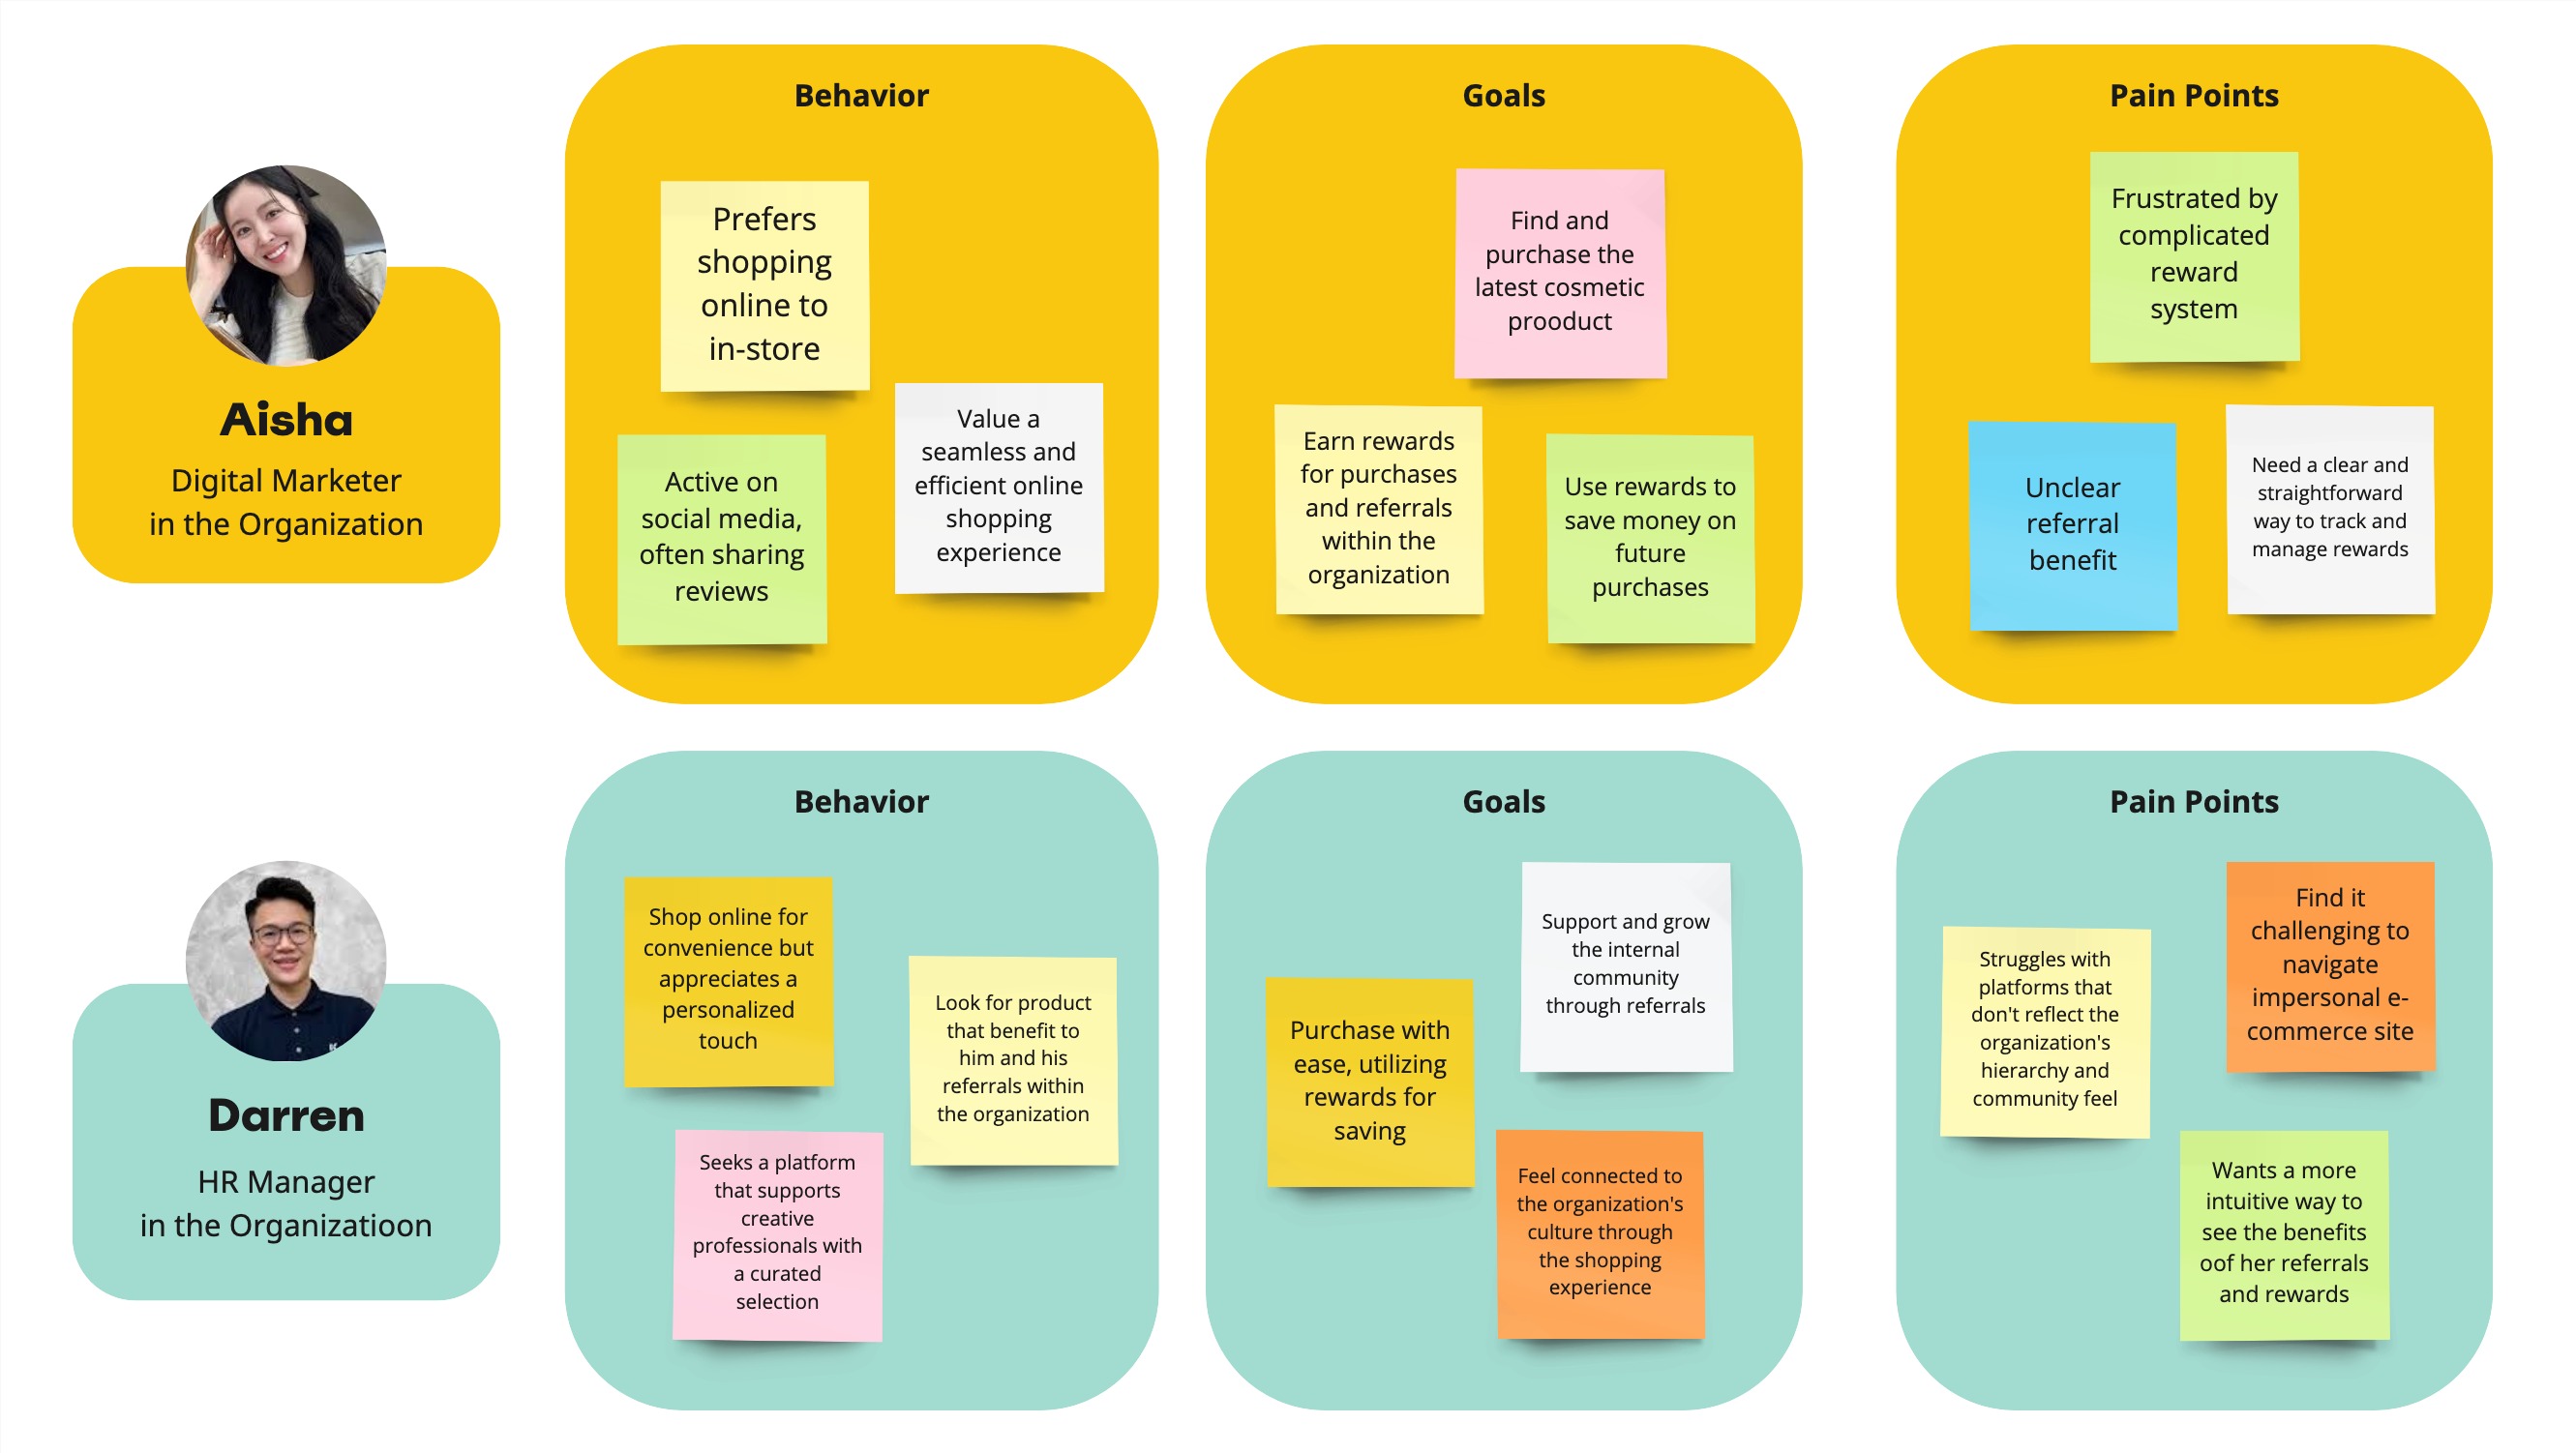 Behavior
Goals
Pain Points
Aisha
Digital Marketer
in the Organization
Prefers
shopping
online to
in-store
Active on
social media,
often sharing
reviews
Value a
seamless and
efficient online
shopping
experience
Find and
purchase the
latest cosmetic
prooduct
Earn rewards
for purchases
and referrals
within the
organization
Use rewards to
save money on
future
purchases
Frustrated by
complicated
reward
system
Unclear
referral
benefit
Need a clear and
straightforward
way to track and
manage rewards
Behavior
Goals
Pain Points
Darren
HR Manager
in the Organizatioon
Shop online for
convenience but
appreciates a
personalized
touch
Look for product
that benefit to
him and his
referrals within
the organization
Seeks a platform
that supports
creative
professionals with
a curated
selection
Support and grow
the internal
community
through referrals
Purchase with
ease, utilizing
rewards for
saving
Feel connected to
the organization's
culture through
the shopping
experience
Struggles with
platforms that
don't reflect the
organization's
hierarchy and
community feel
Find it
challenging to
navigate
impersonal e-
commerce site
Wants a more
intuitive way to
see the benefits
oof her referrals
and rewards